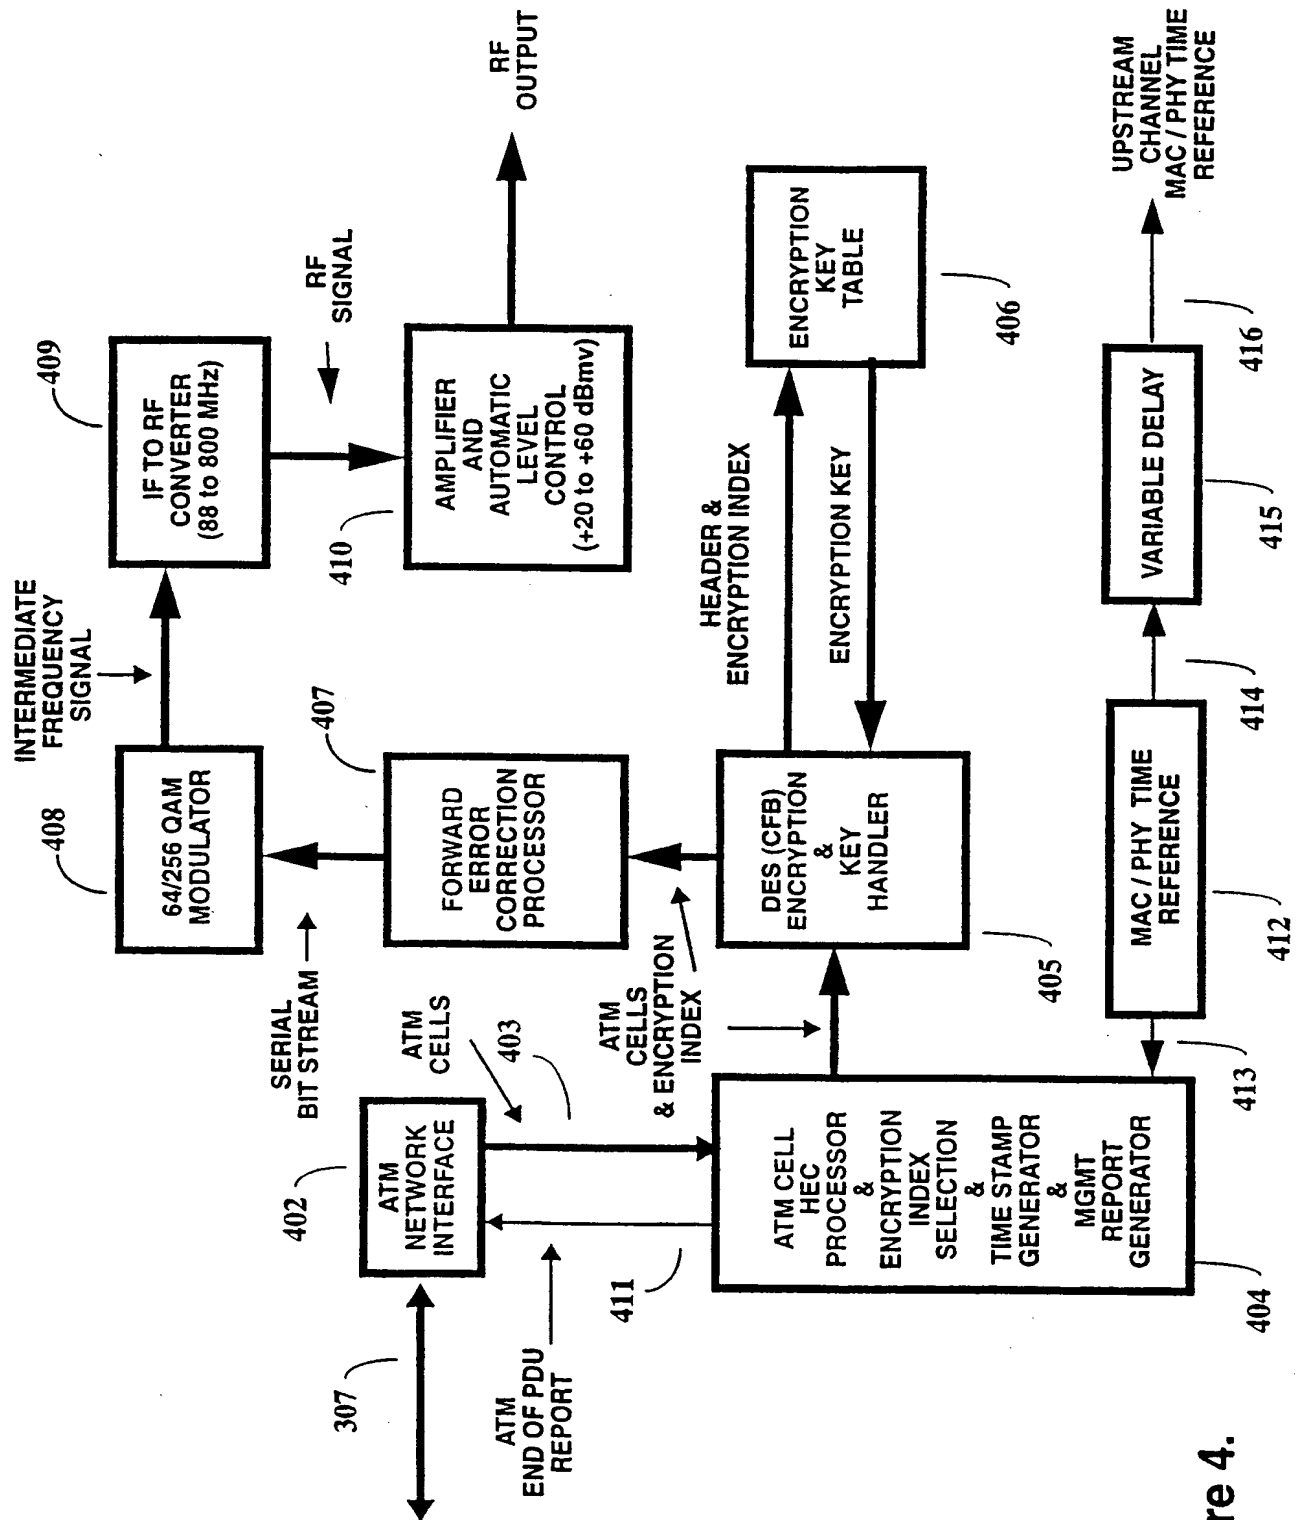 409
IF TO RF
CONVERTER
(88 to 800 MHz)
INTERMEDIATE
FREQUENCY
SIGNAL
408
64/256 QAM
MODULATOR
RF
SIGNAL
RF
OUTPUT
410
AMPLIFIER
AND
AUTOMATIC
LEVEL
CONTROL
(+20 to +60 dBmv)
SERIAL
BIT STREAM
407
FORWARD
ERROR
CORRECTION
PROCESSOR
402
ATM
NETWORK
INTERFACE
307
ATM
CELLS
403
ATM
END OF PDU
REPORT
411
ATM
CELLS
& ENCRYPTION
INDEX
DES (CFB)
ENCRYPTION
&
KEY
HANDLER
405
HEADER &
ENCRYPTION INDEX
ENCRYPTION KEY
ENCRYPTION
KEY
TABLE
406
ATM CELL
HEC
PROCESSOR
&
ENCRYPTION
INDEX
SELECTION
&
TIME STAMP
GENERATOR
&
MGMT
REPORT
GENERATOR
404
413
MAC / PHY TIME
REFERENCE
412
414
VARIABLE DELAY
415
416
UPSTREAM
CHANNEL
MAC / PHY TIME
REFERENCE
re 4.